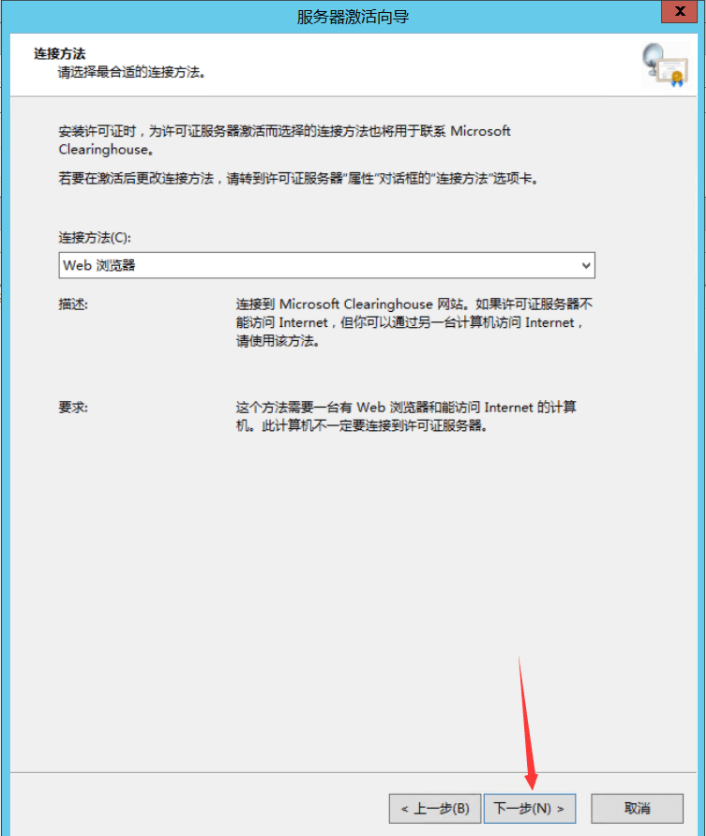 服务器激活向导
x
连接方法
请选择最合适的连接方法。
安装许可证时，为许可证服务器激活而选择的连接方法也将用于联系 Microsoft
Clearinghouse。
若要在激活后更改连接方法，请转到许可证服务器"属性"对话框的"连接方法"选项卡。
连接方法(C):
Web 浏览器
描述:
连接到 Microsoft Clearinghouse 网站。如果许可证服务器不
能访问 Internet，但你可以通过另一台计算机访问 Internet，
请使用该方法。
要求:
这个方法需要一台有 Web 浏览器和能访问 Internet 的计算
机。此计算机不一定要连接到许可证服务器。
< 上一步(B)
下一步(N) >
取消